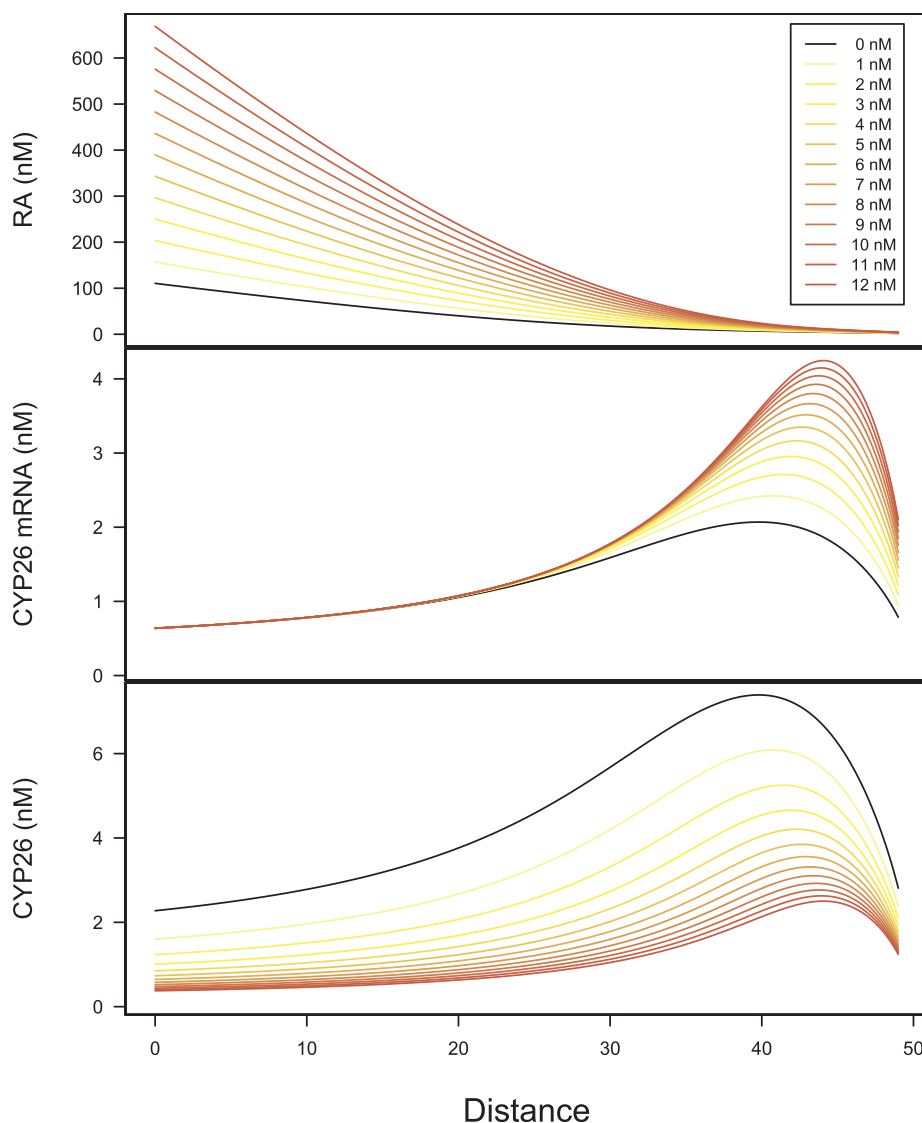 RA (nM)
600
500
400
300
200
100
0
0 nM
1 nM
2 nM
3 nM
4 nM
5 nM
6 nM
7 nM
8 nM
9 nM
10 nM
11 nM
12 nM
CYP26 mRNA (nM)
4
3
2
1
0
CYP26 (nM)
6
4
2
0
0 10 20 30 40 50
Distance